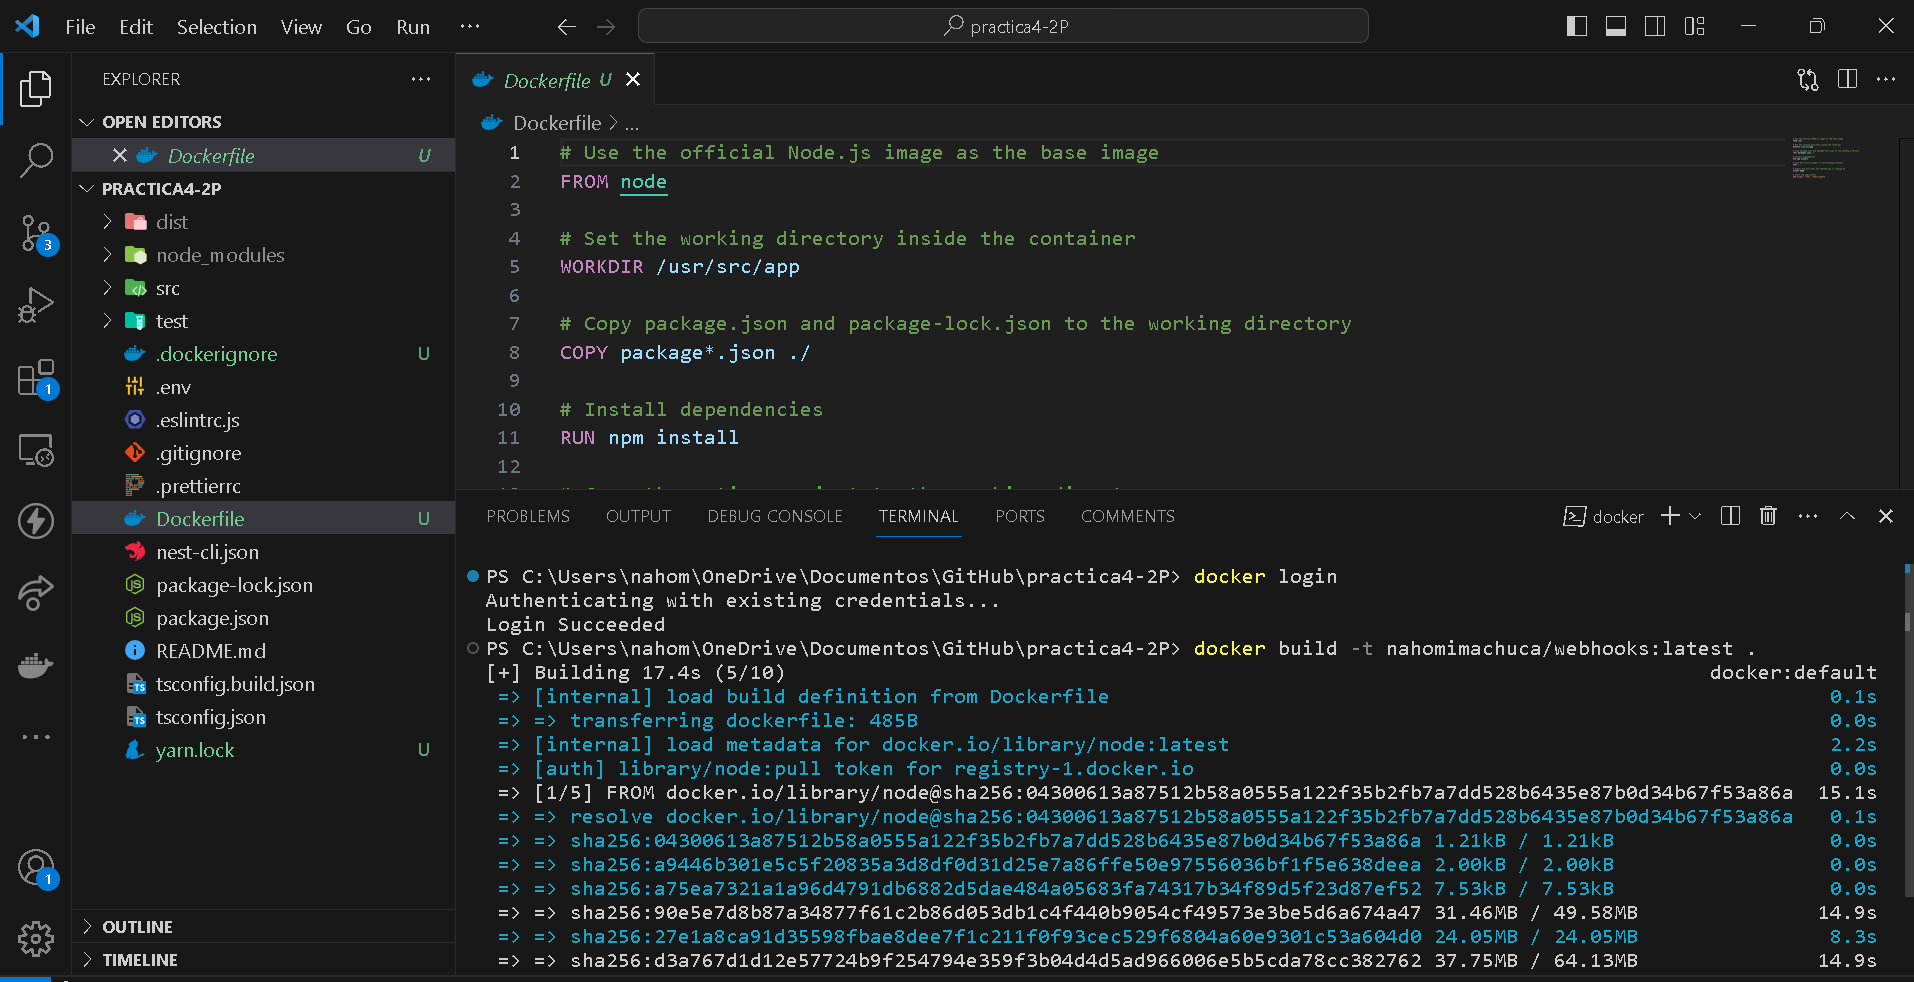 File Edit Selection View Go Run ···
practica4-2P
EXPLORER
OPEN EDITORS
Dockerfile U
PRACTICA4-2P
dist
node_modules
src
test
.dockerignore U
.env
.eslintrc.js
.gitignore
.prettierrc
Dockerfile U
nest-cli.json
package-lock.json
package.json
README.md
tsconfig.build.json
tsconfig.json
yarn.lock U
OUTLINE
TIMELINE
3
1
1
Dockerfile U
Dockerfile > ...
1 # Use the official Node.js image as the base image
2 FROM node
3
4 # Set the working directory inside the container
5 WORKDIR /usr/src/app
6
7 # Copy package.json and package-lock.json to the working directory
8 COPY package*.json ./
9
10 # Install dependencies
11 RUN npm install
12
PROBLEMS OUTPUT DEBUG CONSOLE TERMINAL PORTS COMMENTS
docker
PS C:\Users\nahom\OneDrive\Documentos\GitHub\practica4-2P> docker login
Authenticating with existing credentials...
Login Succeeded
PS C:\Users\nahom\OneDrive\Documentos\GitHub\practica4-2P> docker build -t nahomimachuca/webhooks:latest .
[+] Building 17.4s (5/10) docker:default
=> [internal] load build definition from Dockerfile 0.1s
=> => transferring dockerfile: 485B 0.0s
=> [internal] load metadata for docker.io/library/node:latest 2.2s
=> [auth] library/node:pull token for registry-1.docker.io 0.0s
=> [1/5] FROM docker.io/library/node@sha256:04300613a87512b58a0555a122f35b2fb7a7dd528b6435e87b0d34b67f53a86a 15.1s
=> => resolve docker.io/library/node@sha256:04300613a87512b58a0555a122f35b2fb7a7dd528b6435e87b0d34b67f53a86a 0.1s
=> => sha256:04300613a87512b58a0555a122f35b2fb7a7dd528b6435e87b0d34b67f53a86a 1.21kB / 1.21kB 0.0s
=> => sha256:a9446b301e5c5f20835a3d8df0d31d25e7a86ffe50e97556036bf1f5e638deea 2.00kB / 2.00kB 0.0s
=> => sha256:a75ea7321a1a96d4791db6882d5dae484a05683fa74317b34f89d5f23d87ef52 7.53kB / 7.53kB 0.0s
=> => sha256:90e5e7d8b87a34877f61c2b86d053db1c4f440b9054cf49573e3be5d6a674a47 31.46MB / 49.58MB 14.9s
=> => sha256:27e1a8ca91d35598fbae8dee7f1c211f0f93cec529f6804a60e9301c53a604d0 24.05MB / 24.05MB 8.3s
=> => sha256:d3a767d1d12e57724b9f254794e359f3b04d4d5ad966006e5b5cda78cc382762 37.75MB / 64.13MB 14.9s